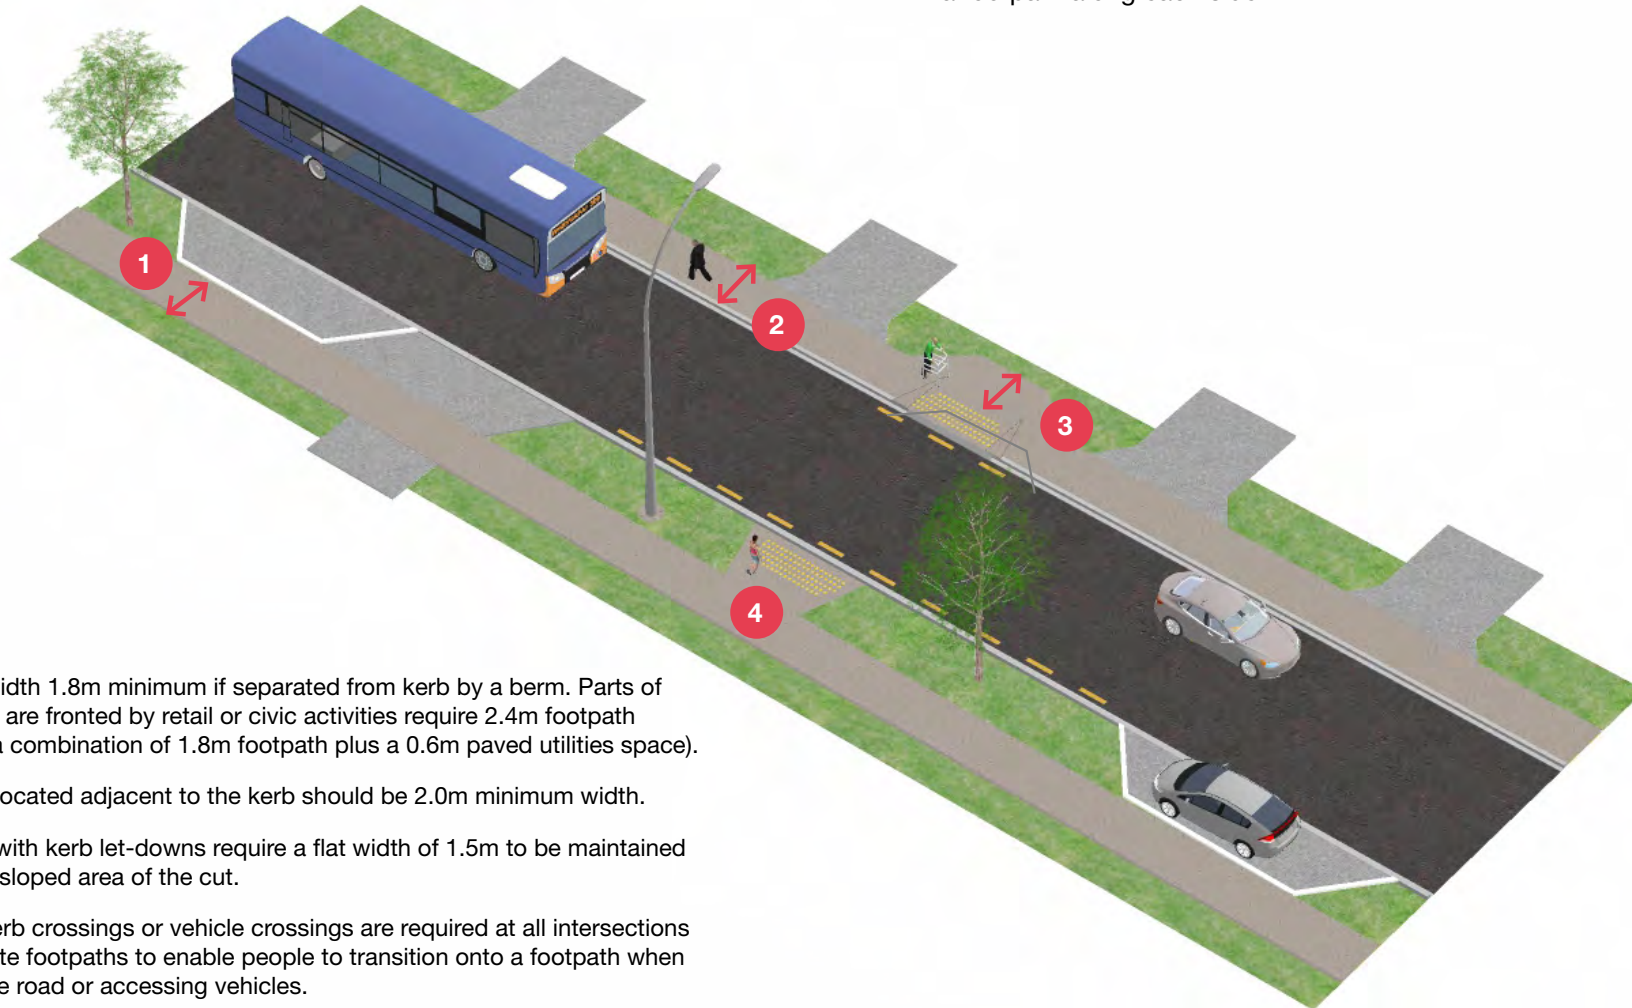 1
2
3
4
width 1.8m minimum if separated from kerb by a berm. Parts of
are fronted by retail or civic activities require 2.4m footpath
a combination of 1.8m footpath plus a 0.6m paved utilities space).
located adjacent to the kerb should be 2.0m minimum width.
with kerb let-downs require a flat width of 1.5m to be maintained
sloped area of the cut.
crossings or vehicle crossings are required at all intersections
footpaths to enable people to transition onto a footpath when
road or accessing vehicles.